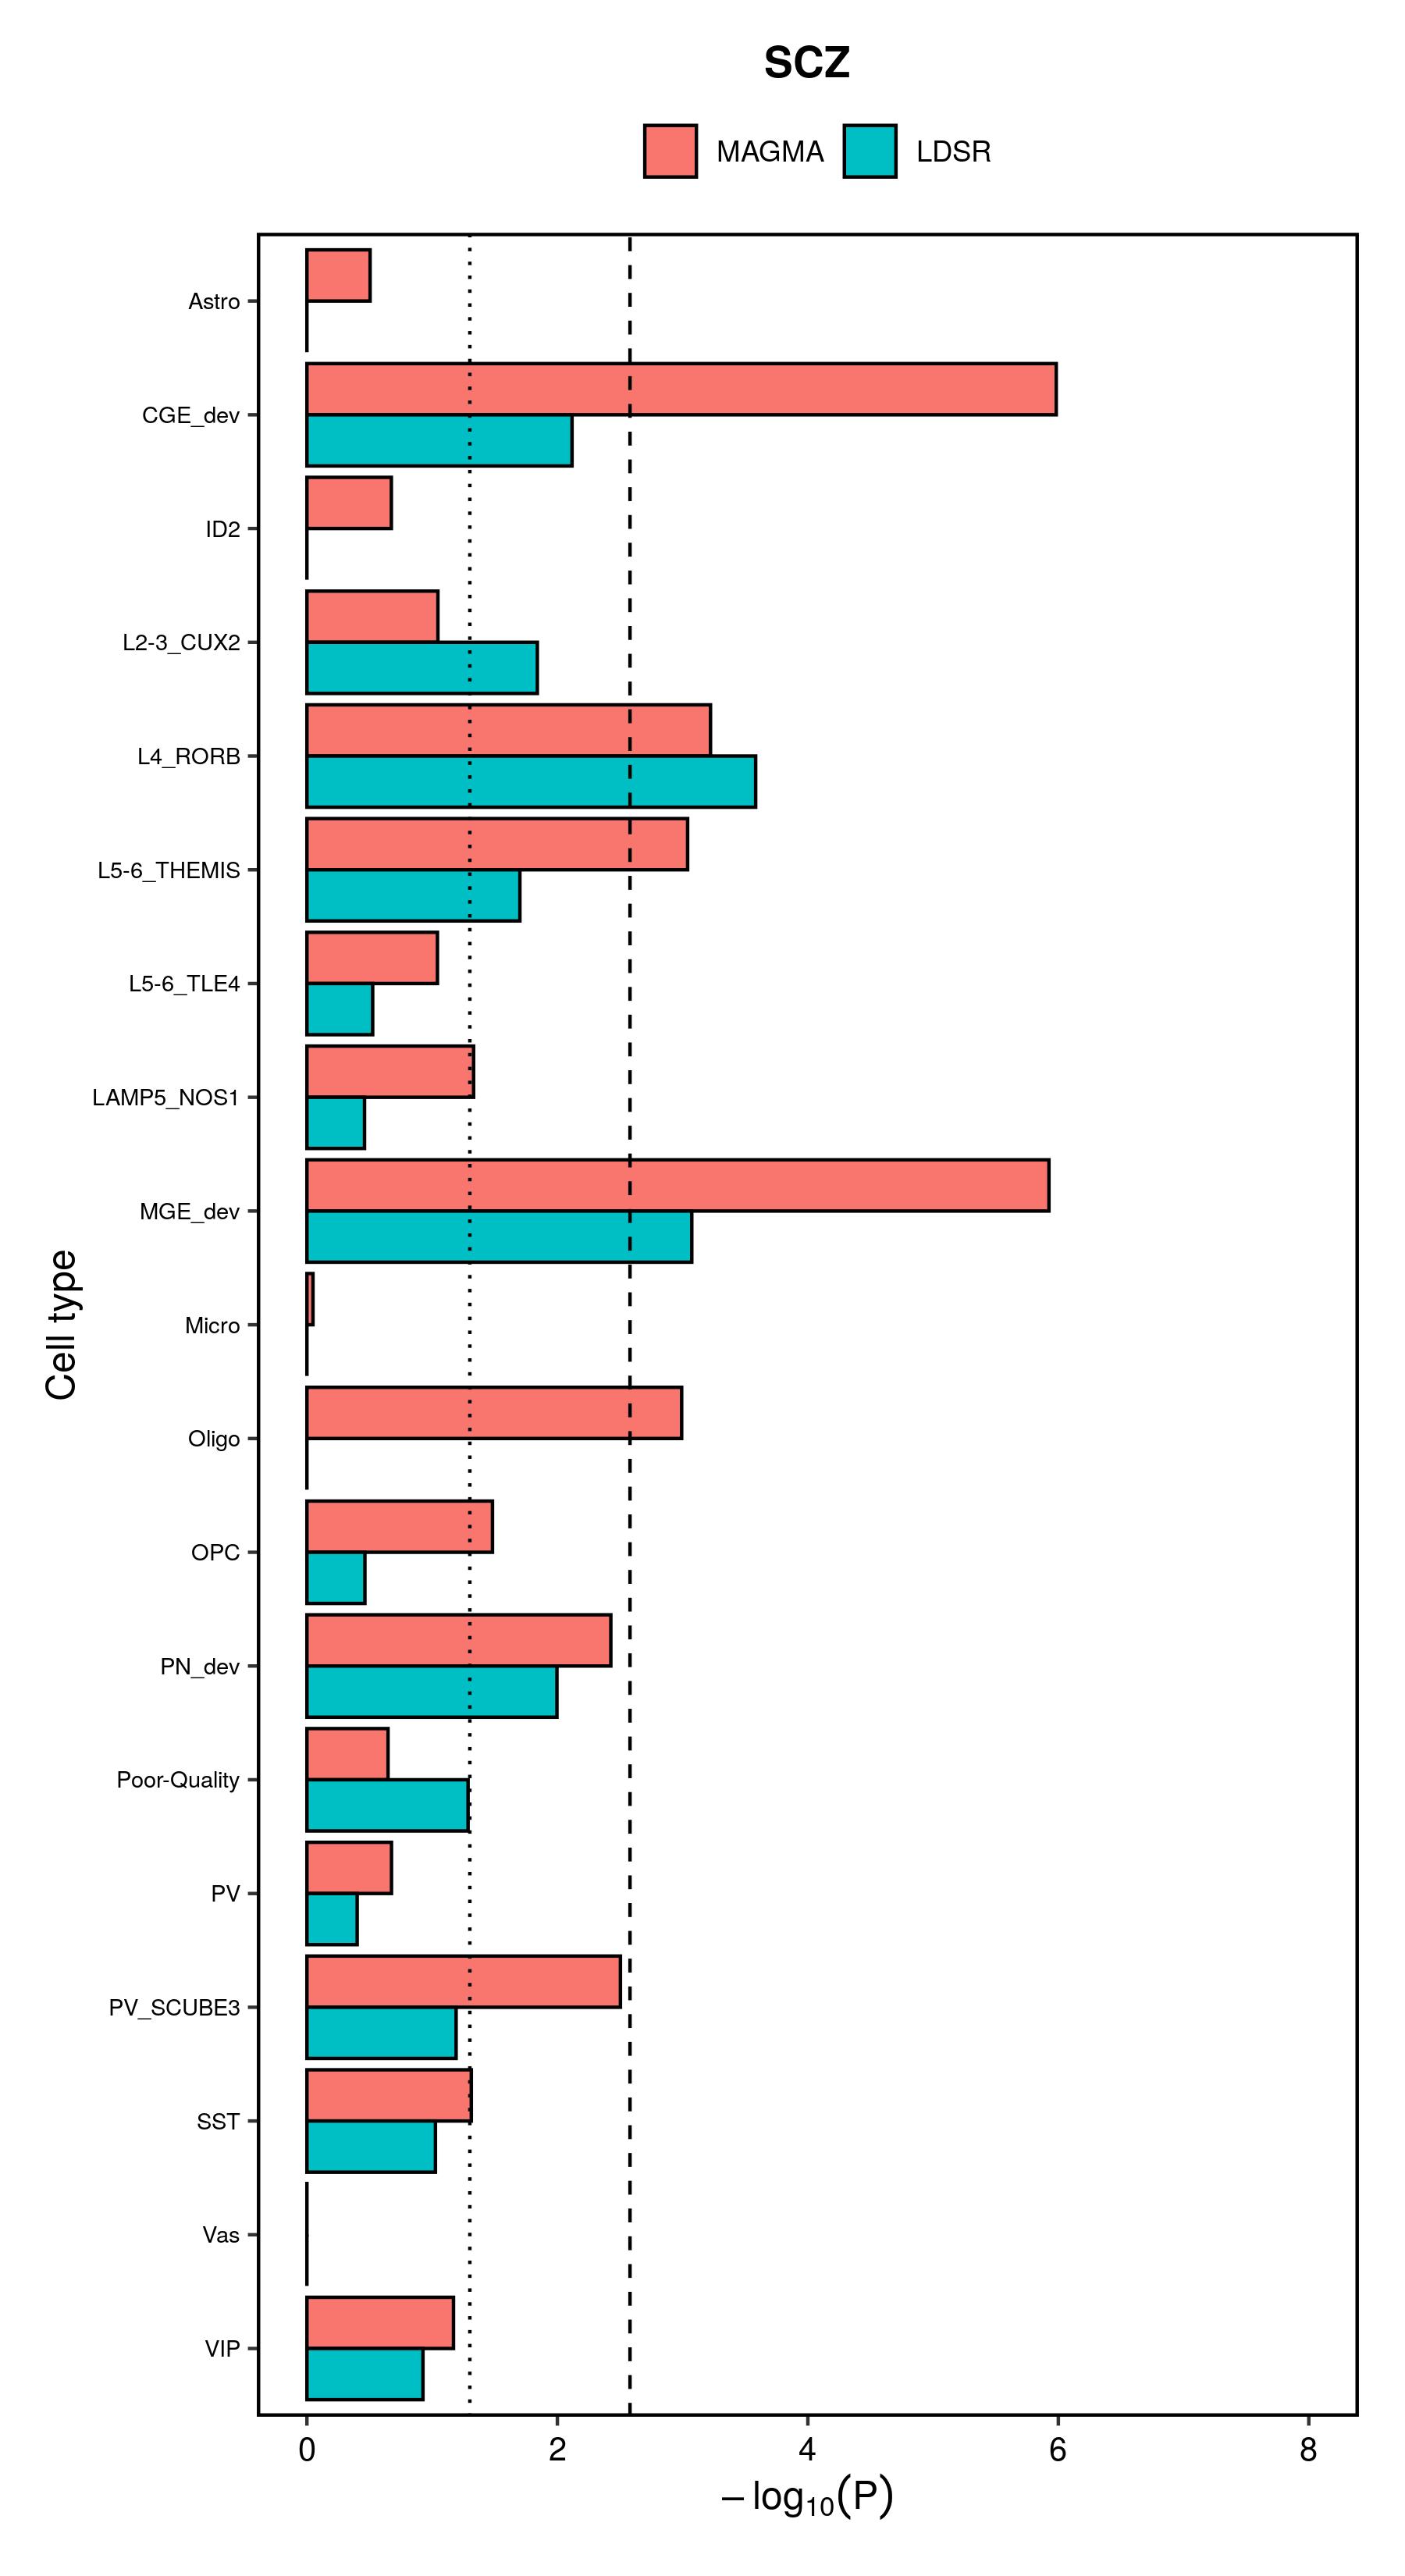 SCZ
MAGMA LDSR
Astro
CGE_dev
ID2
L2-3_CUX2
L4_RORB
L5-6_THEMIS
L5-6_TLE4
LAMP5_NOS1
MGE_dev
Micro
Oligo
OPC
PN_dev
Poor-Quality
PV
PV_SCUBE3
SST
Vas
VIP
Cell type
0 2 4 6 8
−log₁₀(P)